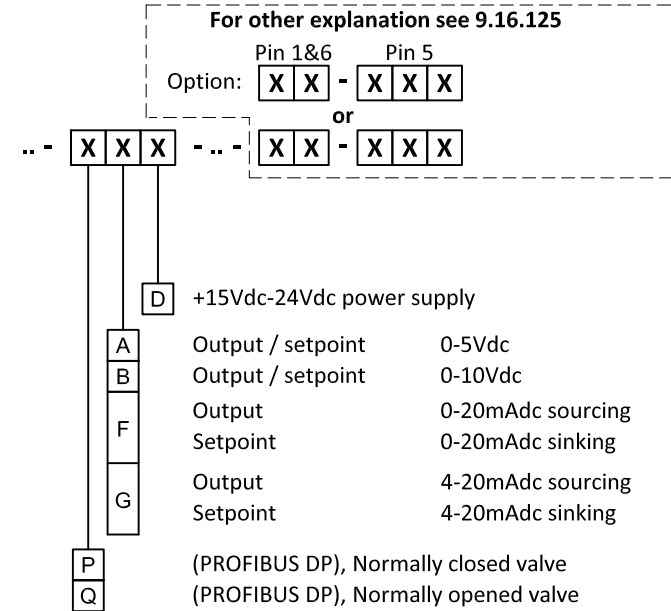 For other explanation see 9.16.125
Pin 1&6 Pin 5
Option: X X - X X X
or
.. - X X X - .. - X X - X X X
D +15Vdc-24Vdc power supply
A Output / setpoint 0-5Vdc
B Output / setpoint 0-10Vdc
Output 0-20mAdc sourcing
F
Setpoint 0-20mAdc sinking
Output 4-20mAdc sourcing
G
Setpoint 4-20mAdc sinking
P (PROFIBUS DP), Normally closed valve
Q (PROFIBUS DP), Normally opened valve